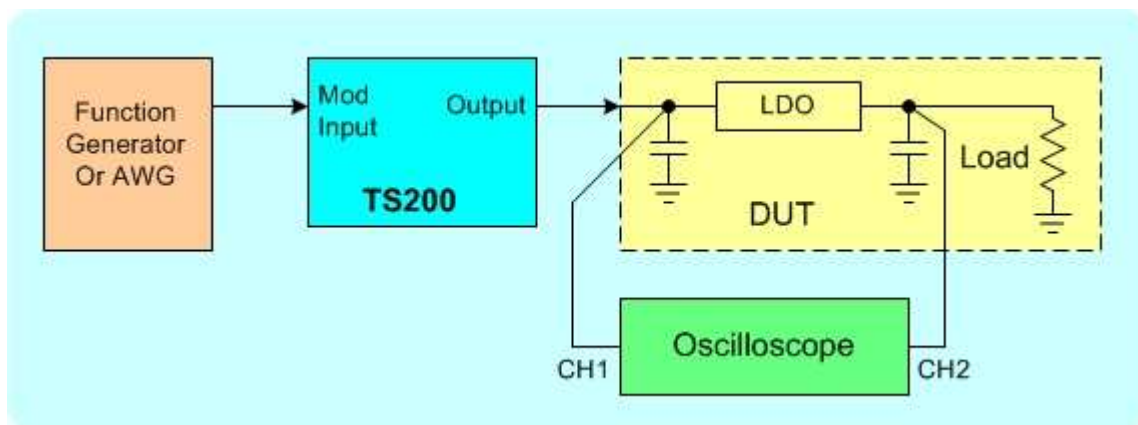 Function
Generator
Or AWG
Mod
Input
Output
TS200
LDO
Load
DUT
Oscilloscope
CH1
CH2